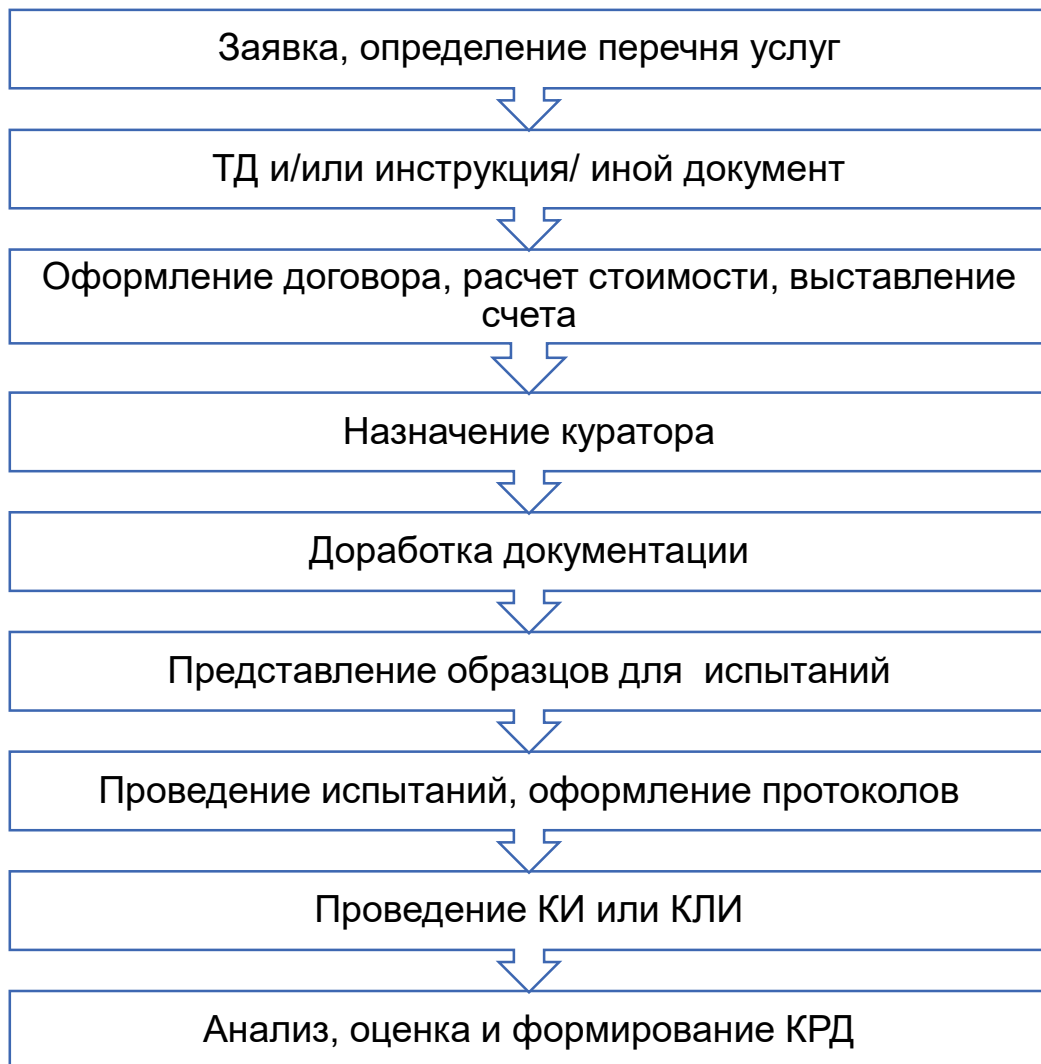 Заявка, определение перечня услуг
ТД и/или инструкция/ иной документ
Оформление договора, расчет стоимости, выставление
счета
Назначение куратора
Доработка документации
Представление образцов для  испытаний
Проведение испытаний, оформление протоколов
Проведение КИ или КЛИ
Анализ, оценка и формирование КРД